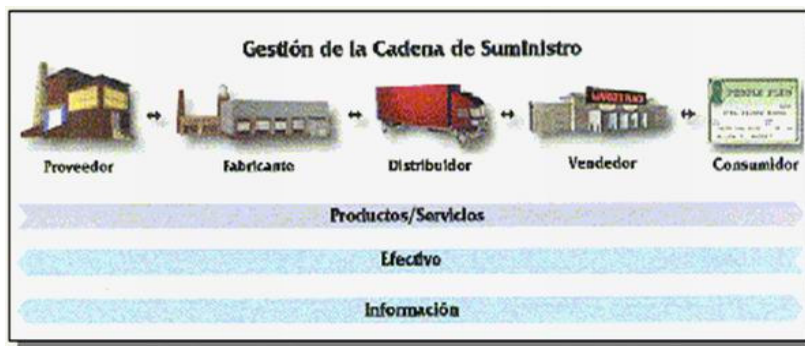 Gestión de la Cadena de Suministro
Proveedor
Fabricante
Distribuidor
Vendedor
Consumidor
Productos/Servicios
Efectivo
Información